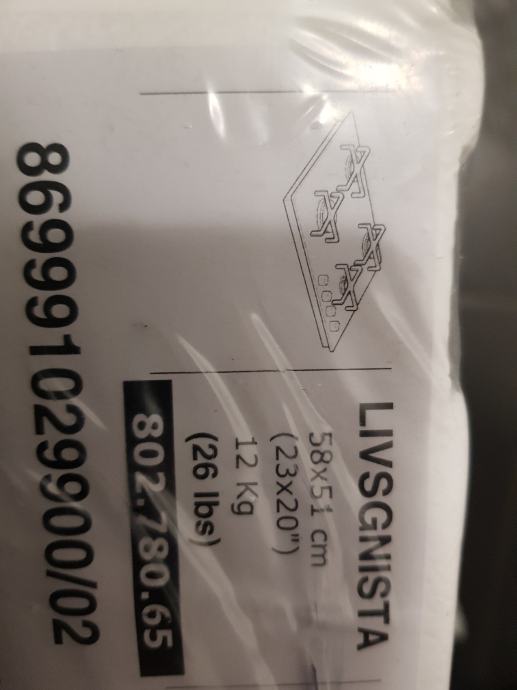 LIVSGNISTA
58x51 cm
(23x20")
12 Kg
(26 lbs)
802.780.65
869991029900/02